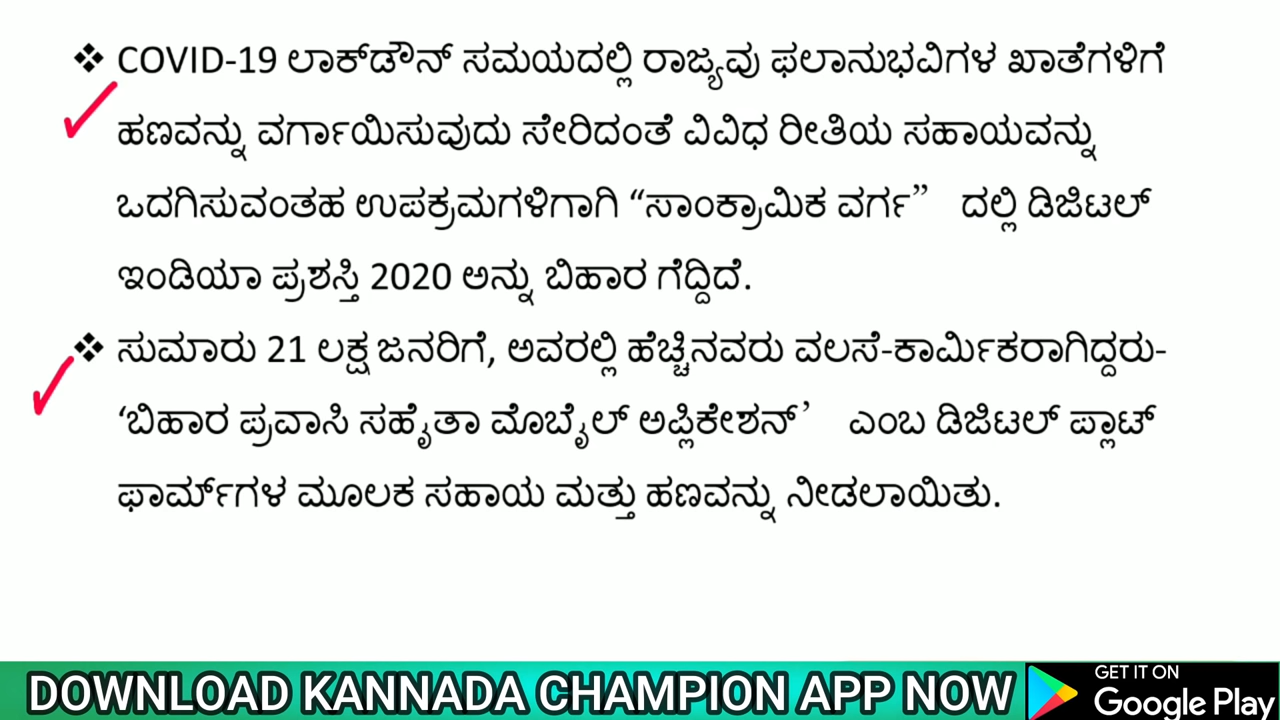 ❖ COVID-19 ಲಾಕ್‌ಡೌನ್ ಸಮಯದಲ್ಲಿ ರಾಜ್ಯವು ಫಲಾನುಭವಿಗಳ ಖಾತೆಗಳಿಗೆ
ಹಣವನ್ನು ವರ್ಗಾಯಿಸುವುದು ಸೇರಿದಂತೆ ವಿವಿಧ ರೀತಿಯ ಸಹಾಯವನ್ನು
ಒದಗಿಸುವಂತಹ ಉಪಕ್ರಮಗಳಿಗಾಗಿ “ಸಾಂಕ್ರಾಮಿಕ ವರ್ಗ” ದಲ್ಲಿ ಡಿಜಿಟಲ್
ಇಂಡಿಯಾ ಪ್ರಶಸ್ತಿ 2020 ಅನ್ನು ಬಿಹಾರ ಗೆದ್ದಿದೆ.
❖ ಸುಮಾರು 21 ಲಕ್ಷ ಜನರಿಗೆ, ಅವರಲ್ಲಿ ಹೆಚ್ಚಿನವರು ವಲಸೆ-ಕಾರ್ಮಿಕರಾಗಿದ್ದರು-
‘ಬಿಹಾರ ಪ್ರವಾಸಿ ಸಹೈತಾ ಮೊಬೈಲ್ ಅಪ್ಲಿಕೇಶನ್’ ಎಂಬ ಡಿಜಿಟಲ್ ಪ್ಲಾಟ್
ಫಾರ್ಮ್‌ಗಳ ಮೂಲಕ ಸಹಾಯ ಮತ್ತು ಹಣವನ್ನು ನೀಡಲಾಯಿತು.
DOWNLOAD KANNADA CHAMPION APP NOW
GET IT ON
Google Play